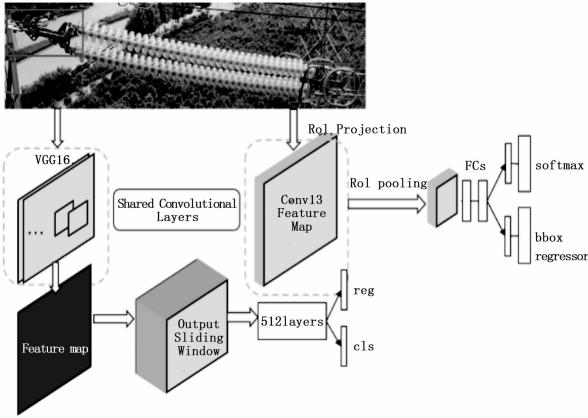 RoI Projection
VGG16
FCs
softmax
Shared Convolutional
Layers
Conv13
Feature
Map
RoI pooling
...
bbox
regressor
reg
Output
Sliding
Window
512layers
Feature map
cls